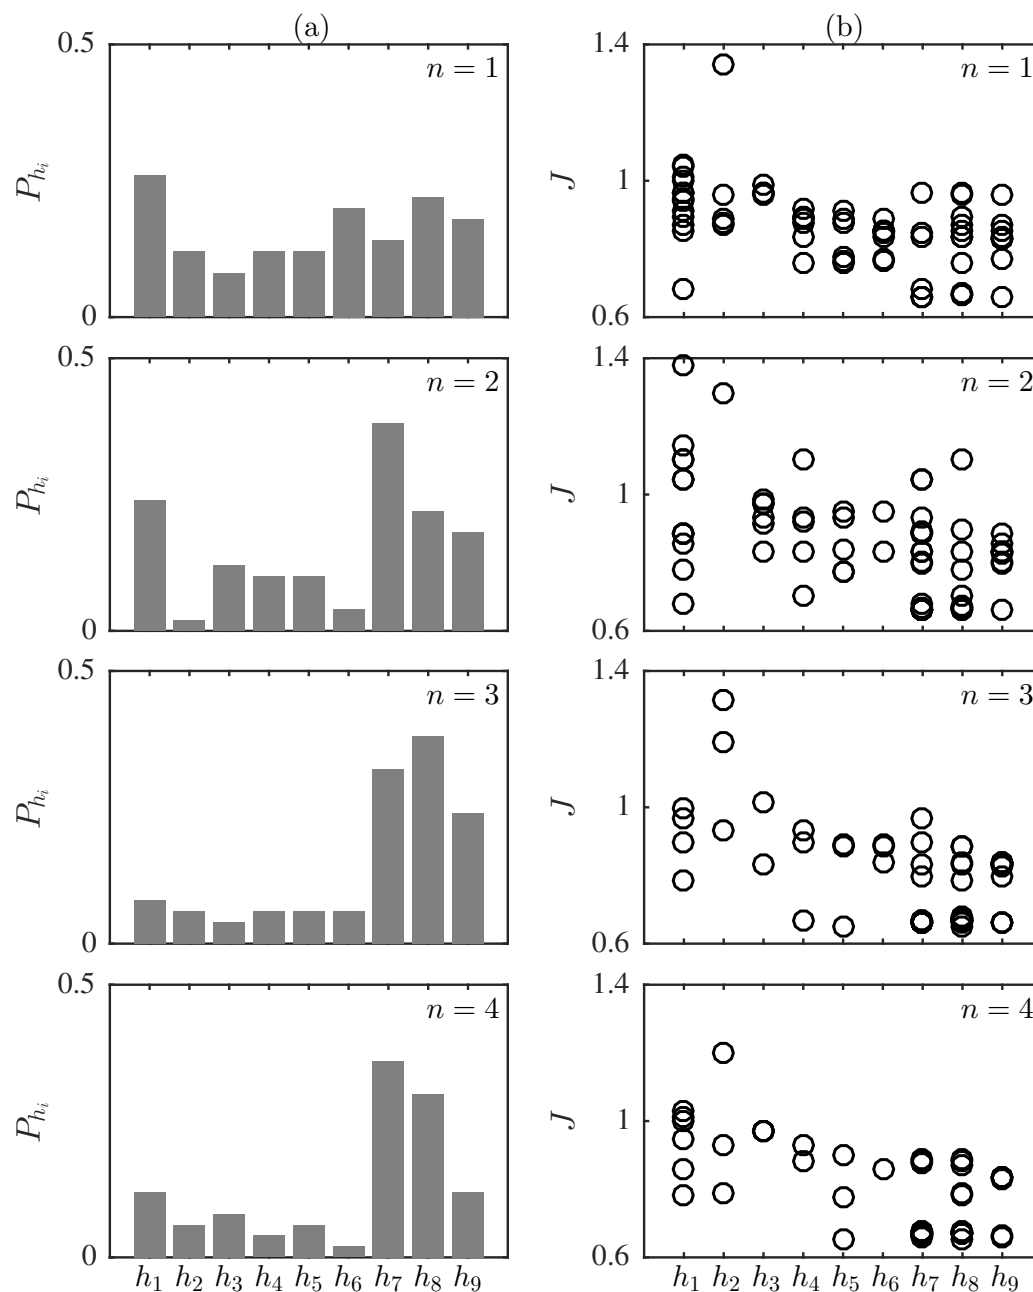 (a) (b)
0.5
n = 1
P_{h_i}
0
1.4
n = 1
J
1
0.6
0.5
n = 2
P_{h_i}
0
1.4
n = 2
J
1
0.6
0.5
n = 3
P_{h_i}
0
1.4
n = 3
J
1
0.6
0.5
n = 4
P_{h_i}
0
1.4
n = 4
J
1
0.6
h_1 h_2 h_3 h_4 h_5 h_6 h_7 h_8 h_9
h_1 h_2 h_3 h_4 h_5 h_6 h_7 h_8 h_9